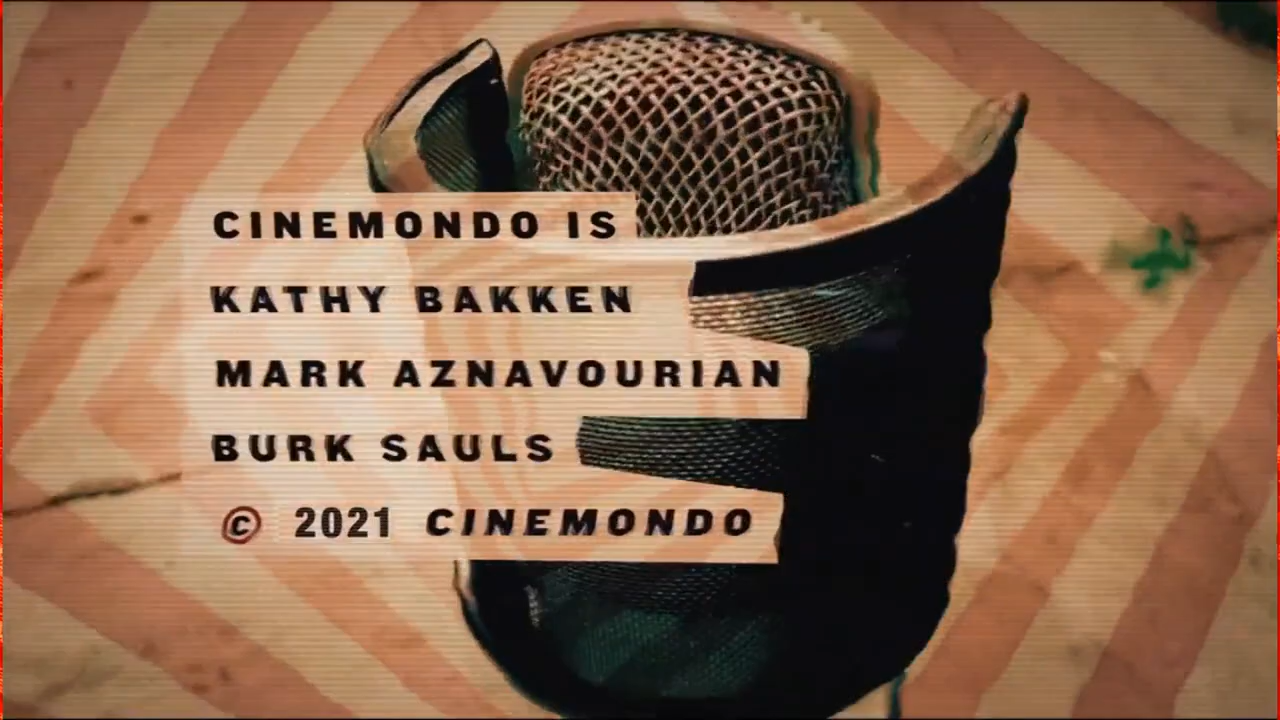 CINEMONDO IS
KATHY BAKKEN
MARK AZNAVOURIAN
BURK SAULS
© 2021 CINEMONDO